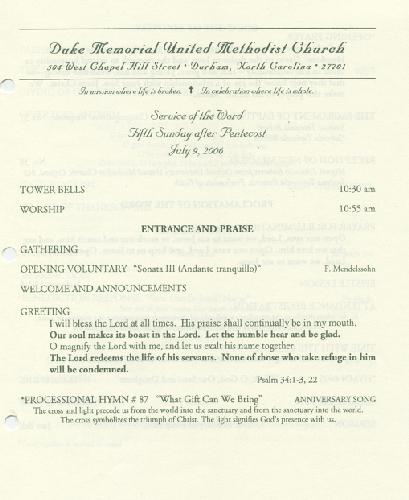 Duke Memorial United Methodist Church
504 West Chapel Hill Street • Durham, North Carolina • 27701
In mission where life is broken † In celebration where life is whole.
Service of the Word
Fifth Sunday after Pentecost
July 9, 2006
TOWER BELLS 10:30 am
WORSHIP 10:55 am
ENTRANCE AND PRAISE
GATHERING
OPENING VOLUNTARY "Sonata III (Andante tranquillo)" F. Mendelssohn
WELCOME AND ANNOUNCEMENTS
GREETING
I will bless the Lord at all times. His praise shall continually be in my mouth.
Our soul makes its boast in the Lord. Let the humble hear and be glad.
O magnify the Lord with me, and let us exalt his name together.
The Lord redeems the life of his servants. None of those who take refuge in him
will be condemned.
Psalm 34:1-3, 22
*PROCESSIONAL HYMN # 87 "What Gift Can We Bring" ANNIVERSARY SONG
The cross and light precede us from the world into the sanctuary and from the sanctuary into the world.
The cross symbolizes the triumph of Christ. The light signifies God's presence with us.